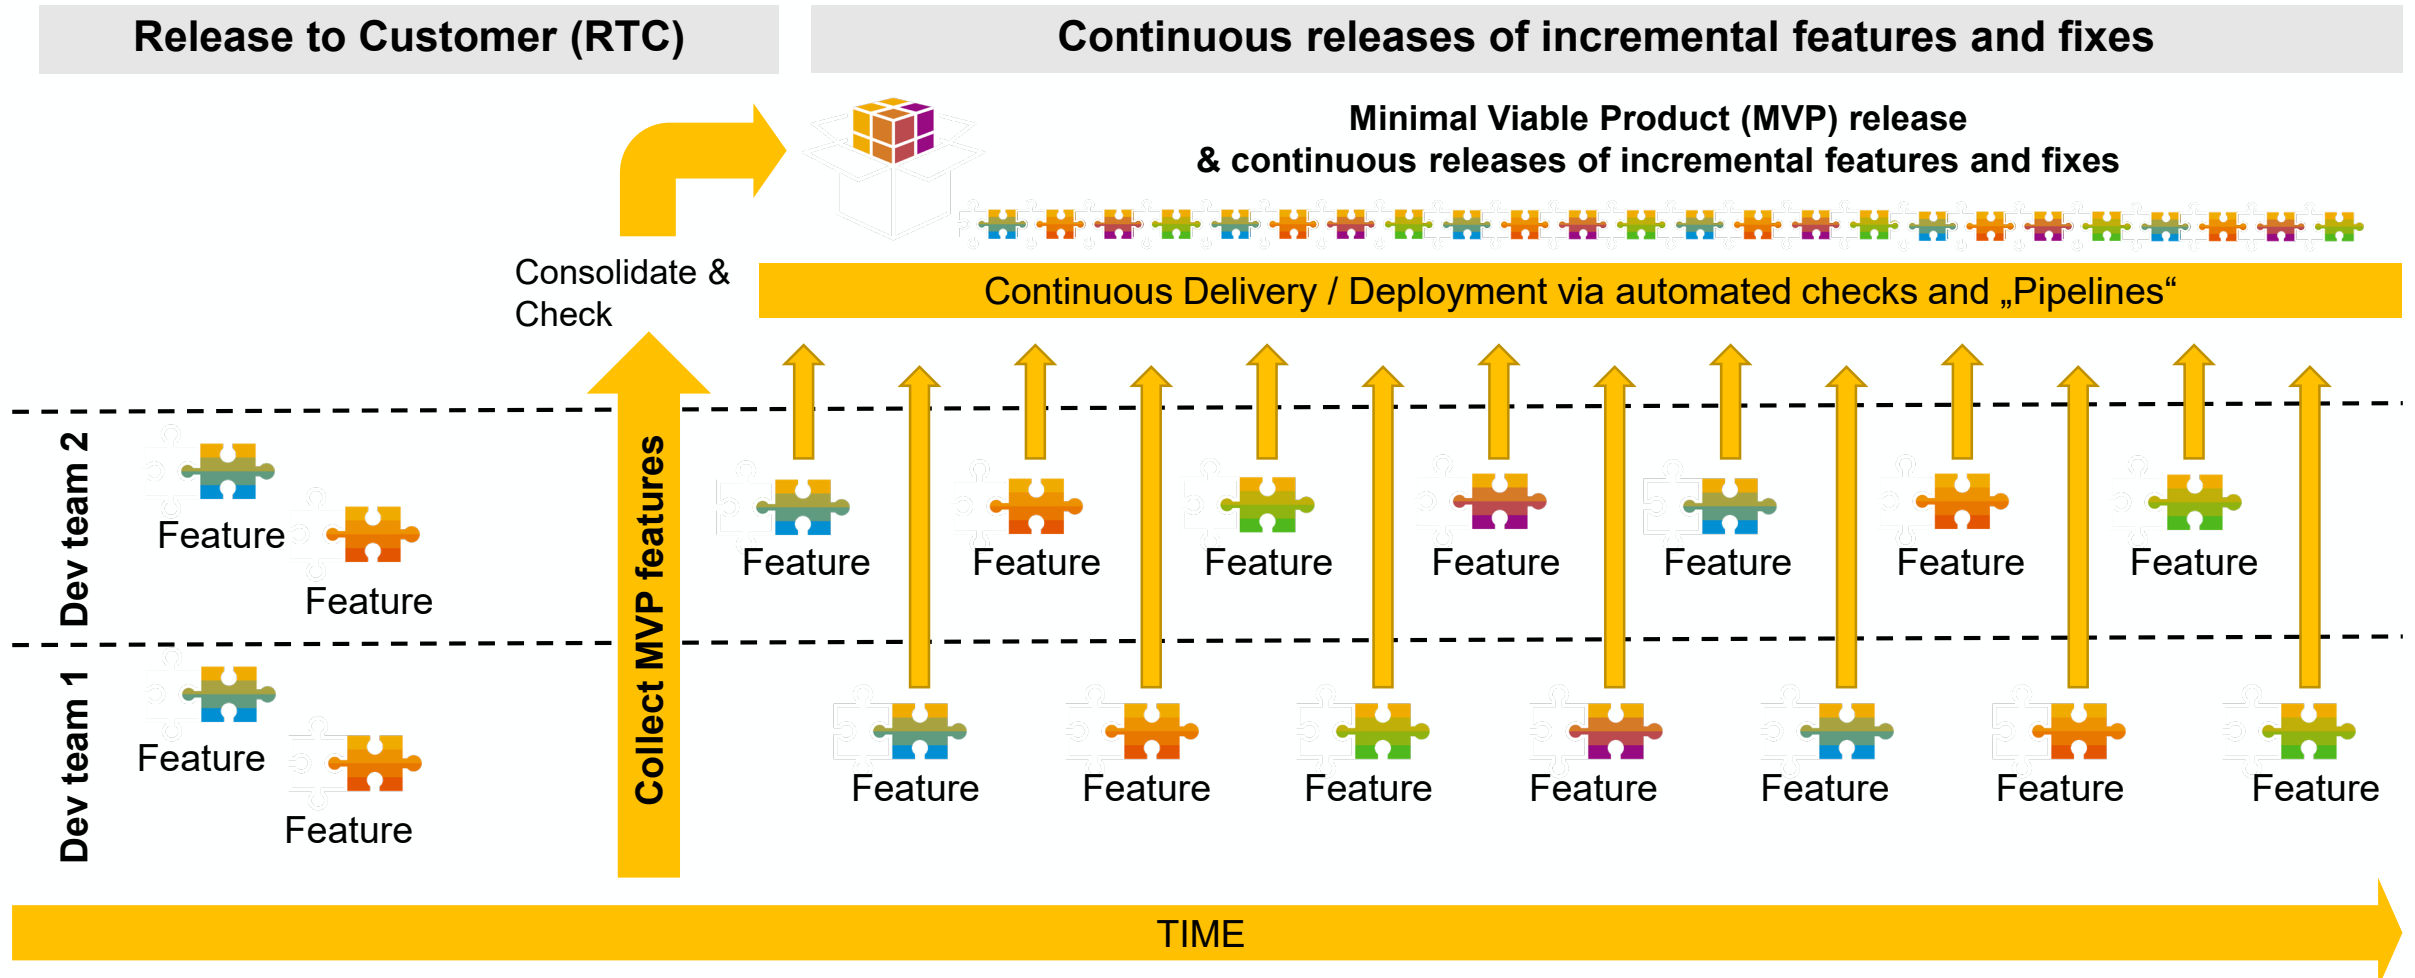 Release to Customer (RTC)
Continuous releases of incremental features and fixes
Minimal Viable Product (MVP) release
& continuous releases of incremental features and fixes
Consolidate &
Check
Continuous Delivery / Deployment via automated checks and „Pipelines“
Collect MVP features
Dev team 2
Feature
Feature
Feature
Feature
Feature
Feature
Feature
Feature
Feature
Dev team 1
Feature
Feature
Feature
Feature
Feature
Feature
Feature
Feature
Feature
TIME